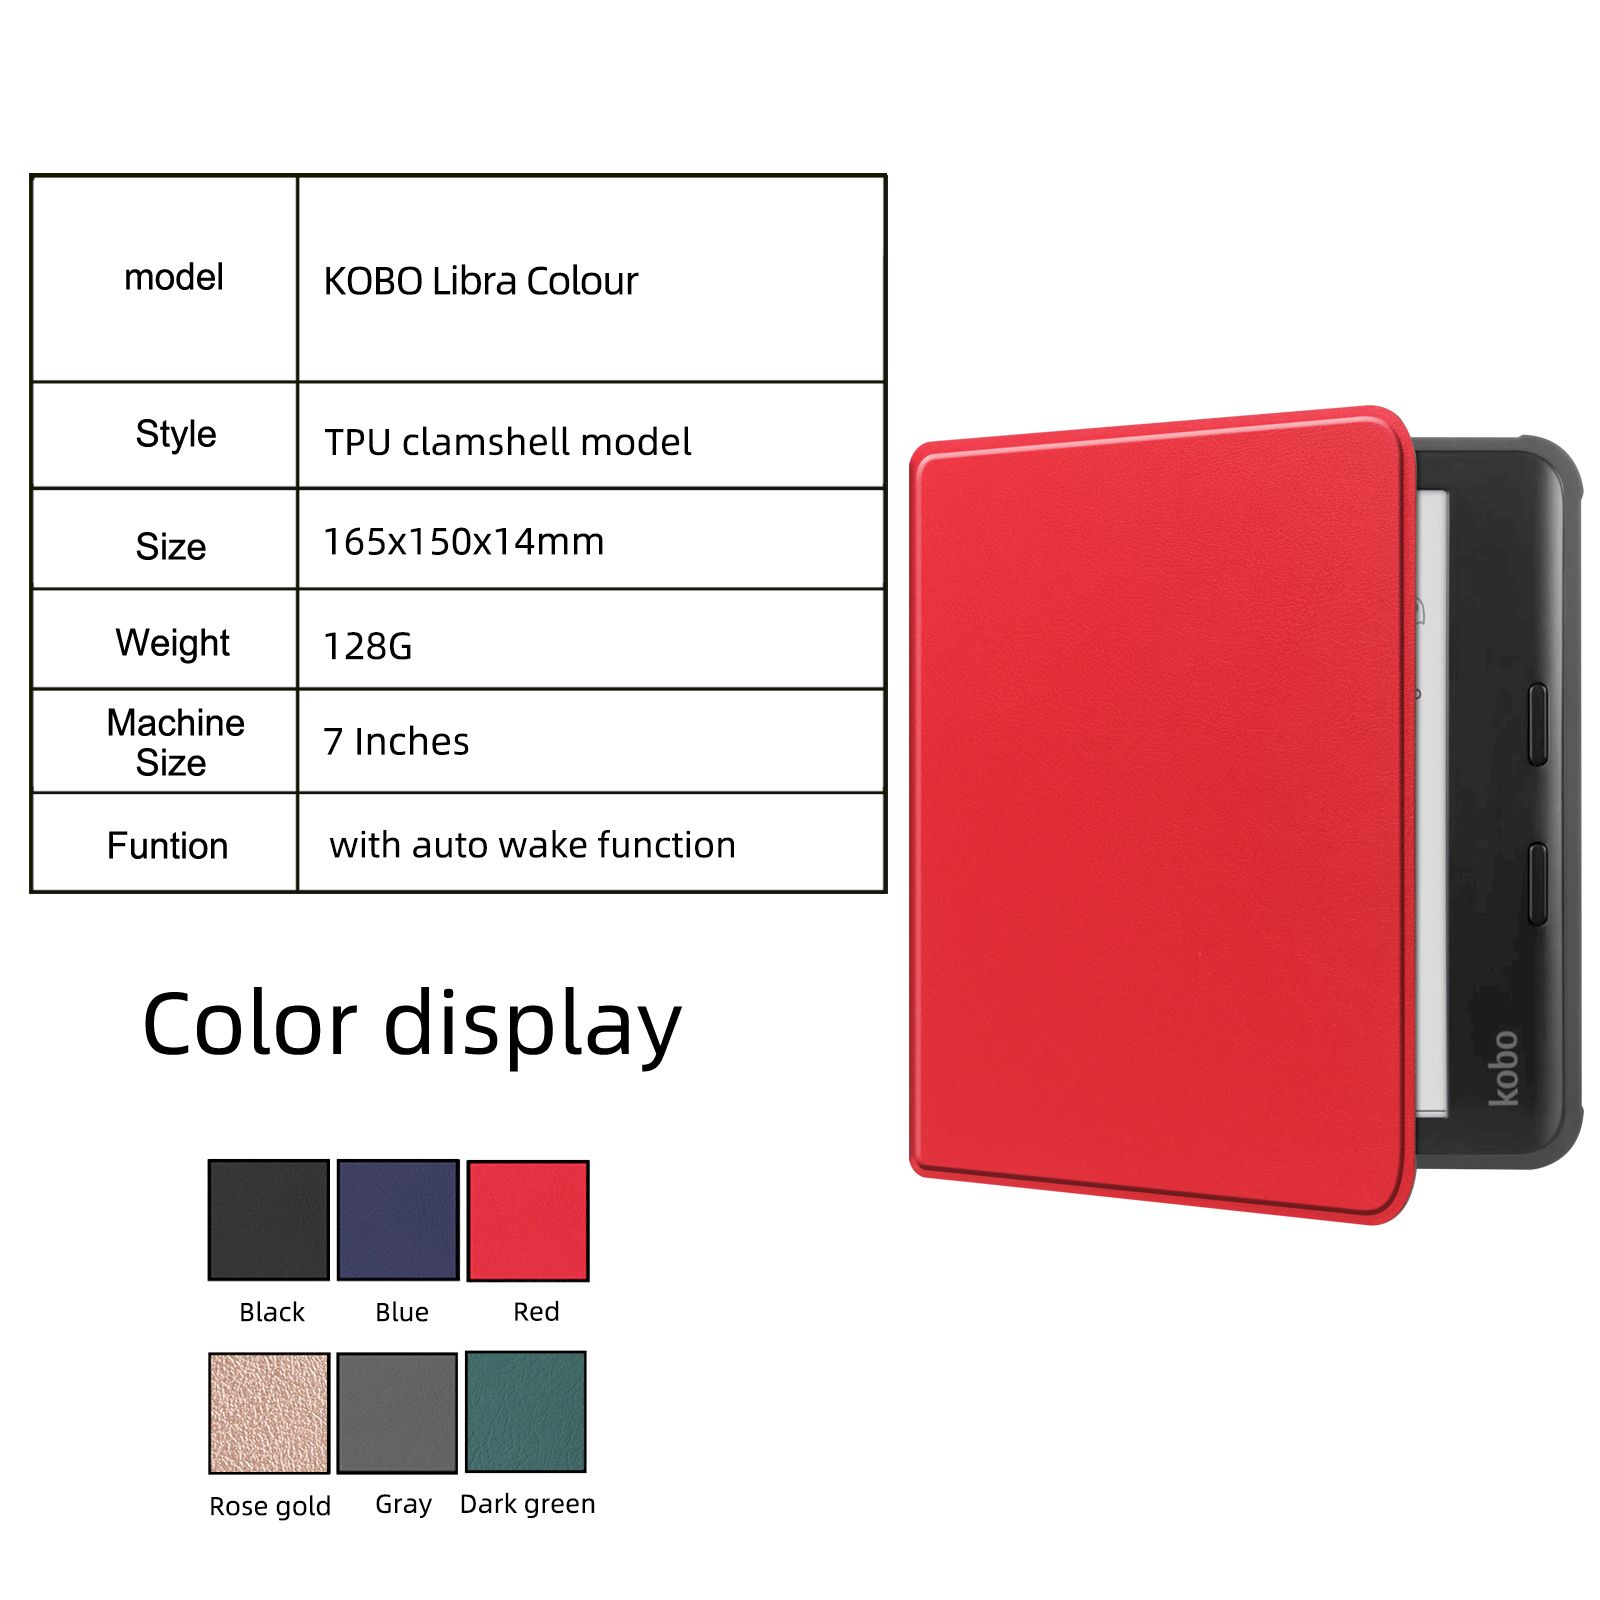 model
KOBO Libra Colour
Style
TPU clamshell model
Size
165x150x14mm
Weight
128G
Machine
Size
7 Inches
Funtion
with auto wake function
Color display
Black
Blue
Red
Rose gold
Gray
Dark green
kobo